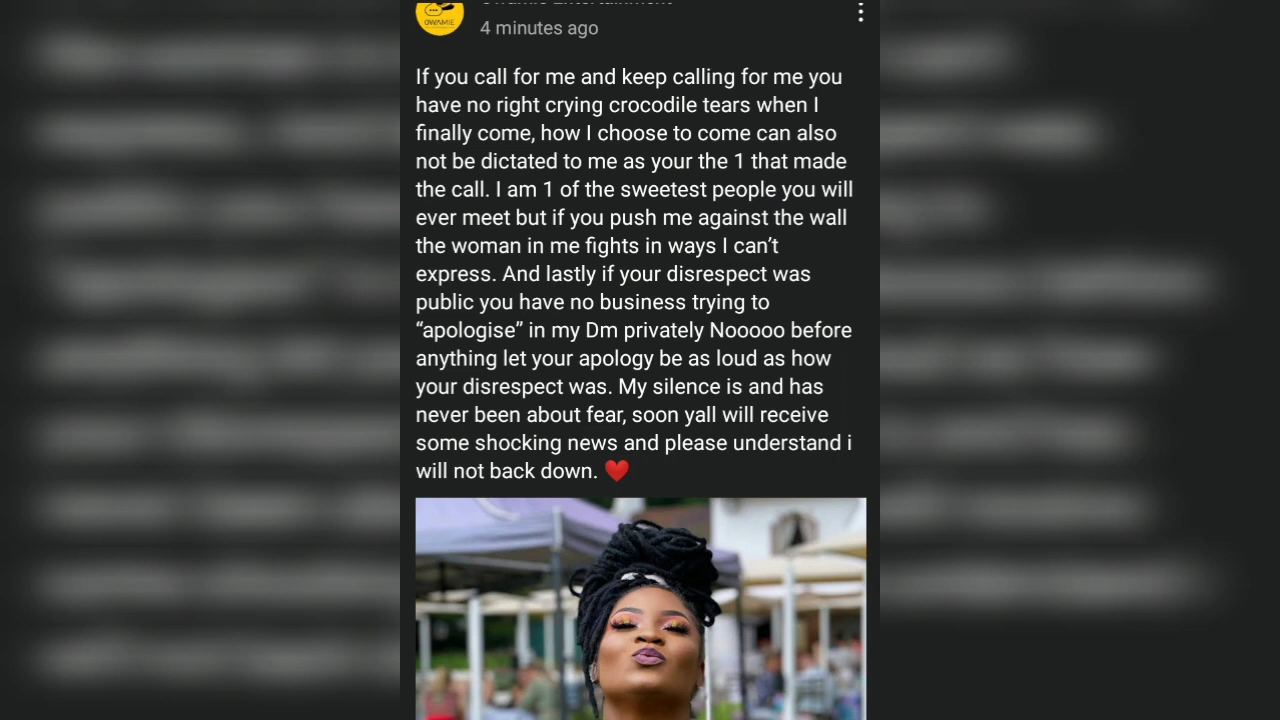 OWAMIE
4 minutes ago
If you call for me and keep calling for me you
have no right crying crocodile tears when I
finally come, how I choose to come can also
not be dictated to me as your the 1 that made
the call. I am 1 of the sweetest people you will
ever meet but if you push me against the wall
the woman in me fights in ways I can’t
express. And lastly if your disrespect was
public you have no business trying to
“apologise” in my Dm privately Nooooo before
anything let your apology be as loud as how
your disrespect was. My silence is and has
never been about fear, soon yall will receive
some shocking news and please understand i
will not back down. ❤️